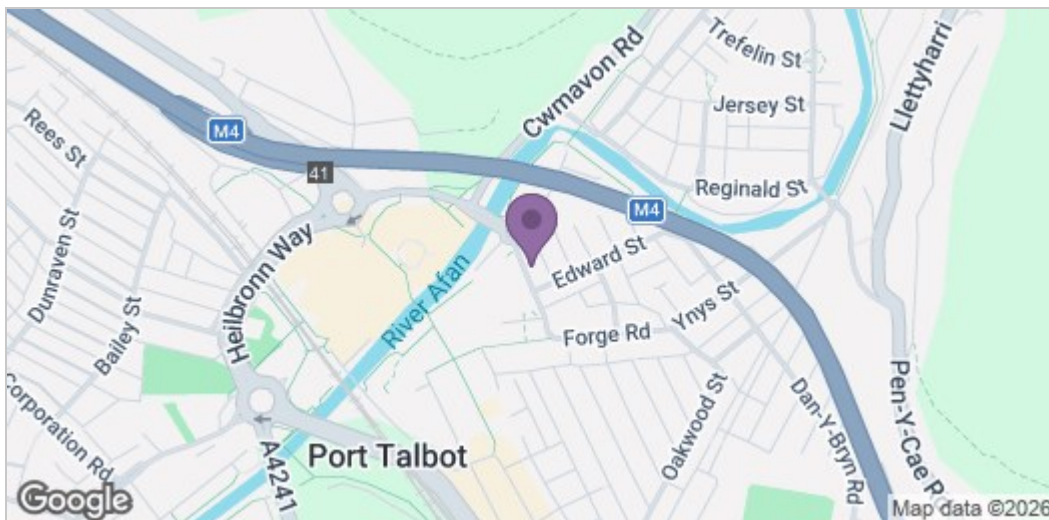 Cwmavon Rd
Trefelin St
Llettyharri
Jersey St
M4
Rees St
41
Reginald St
M4
Heilbronn Way
Dunraven St
River Afan
Edward St
Bailey St
Ynys St
Forge Rd
Corporation Rd
Oakwood St
Dan-Y-Bryn Rd
Pen-Y-Cae R
Port Talbot
A4241
Google
Map data ©2026